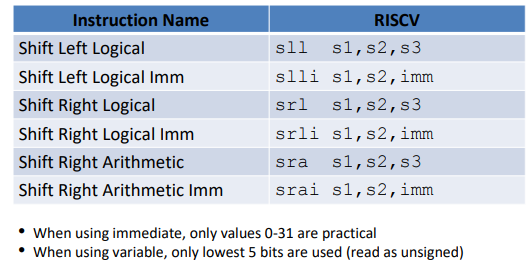 Instruction Name RISCV
Shift Left Logical sll s1,s2,s3
Shift Left Logical Imm slli s1,s2,imm
Shift Right Logical srl s1,s2,s3
Shift Right Logical Imm srli s1,s2,imm
Shift Right Arithmetic sra s1,s2,s3
Shift Right Arithmetic Imm srai s1,s2,imm
• When using immediate, only values 0-31 are practical
• When using variable, only lowest 5 bits are used (read as unsigned)